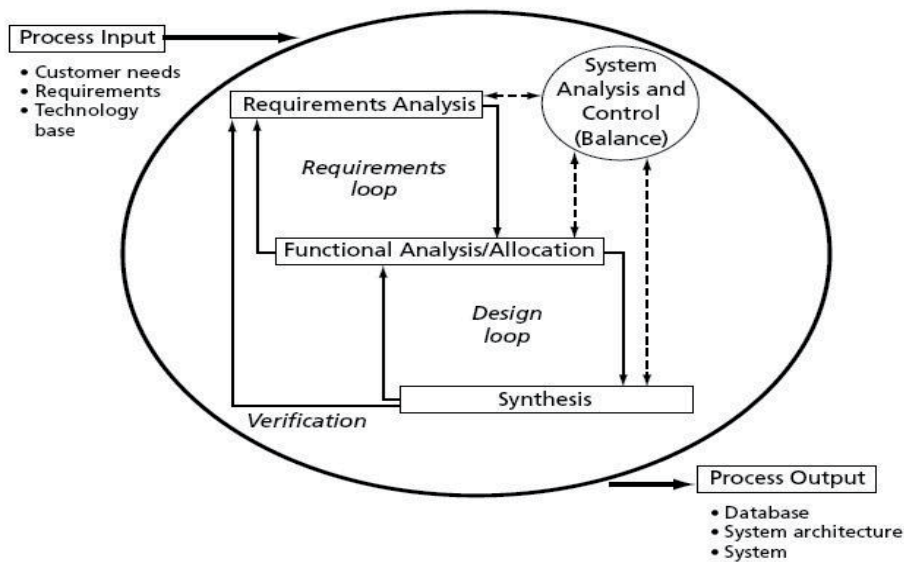 Process Input
• Customer needs
• Requirements
• Technology
base
System
Analysis and
Control
(Balance)
Requirements Analysis
Requirements
loop
Functional Analysis/Allocation
Design
loop
Synthesis
Verification
Process Output
• Database
• System architecture
• System